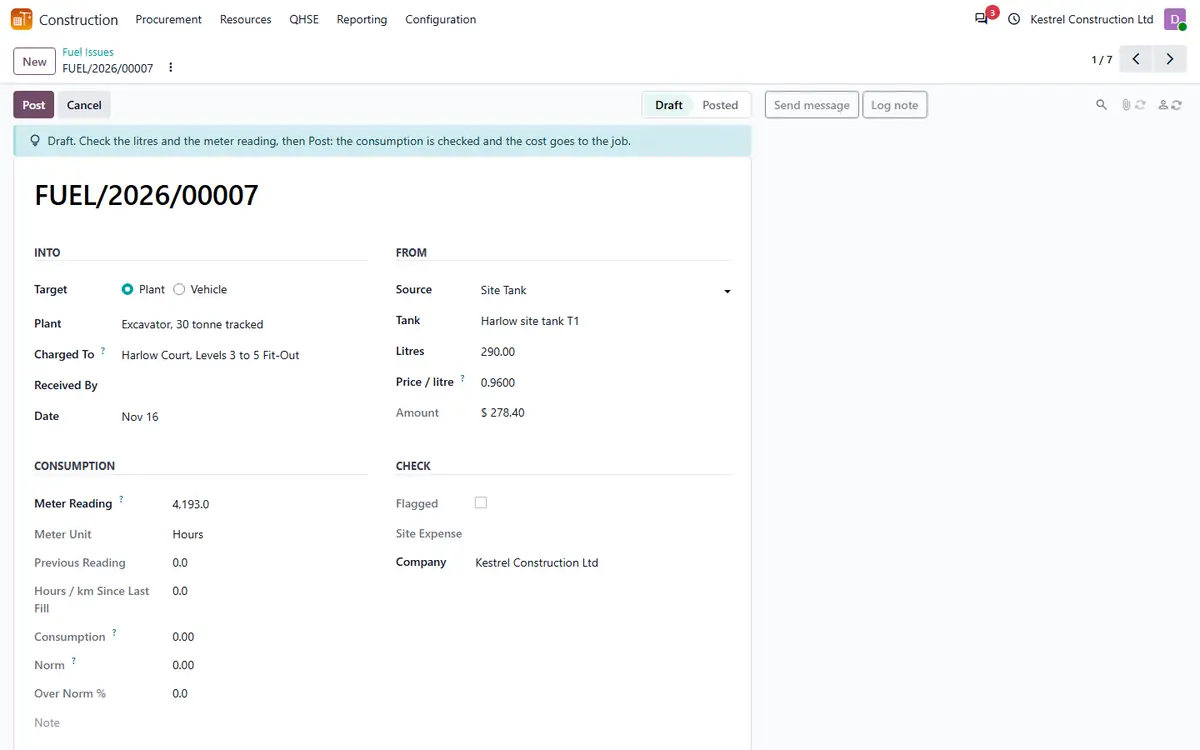 Construction Procurement Resources QHSE Reporting Configuration 3 Kestrel Construction Ltd D
New Fuel Issues
FUEL/2026/00007 1 / 7
Post Cancel Draft Posted Send message Log note
Draft. Check the litres and the meter reading, then Post: the consumption is checked and the cost goes to the job.
FUEL/2026/00007
INTO
Target Plant Vehicle
Plant Excavator, 30 tonne tracked
Charged To ? Harlow Court, Levels 3 to 5 Fit-Out
Received By
Date Nov 16
FROM
Source Site Tank
Tank Harlow site tank T1
Litres 290.00
Price / litre ? 0.9600
Amount $ 278.40
CONSUMPTION
Meter Reading ? 4,193.0
Meter Unit Hours
Previous Reading 0.0
Hours / km Since Last 0.0
Fill
Consumption ? 0.00
Norm ? 0.00
Over Norm % 0.0
Note
CHECK
Flagged
Site Expense
Company Kestrel Construction Ltd